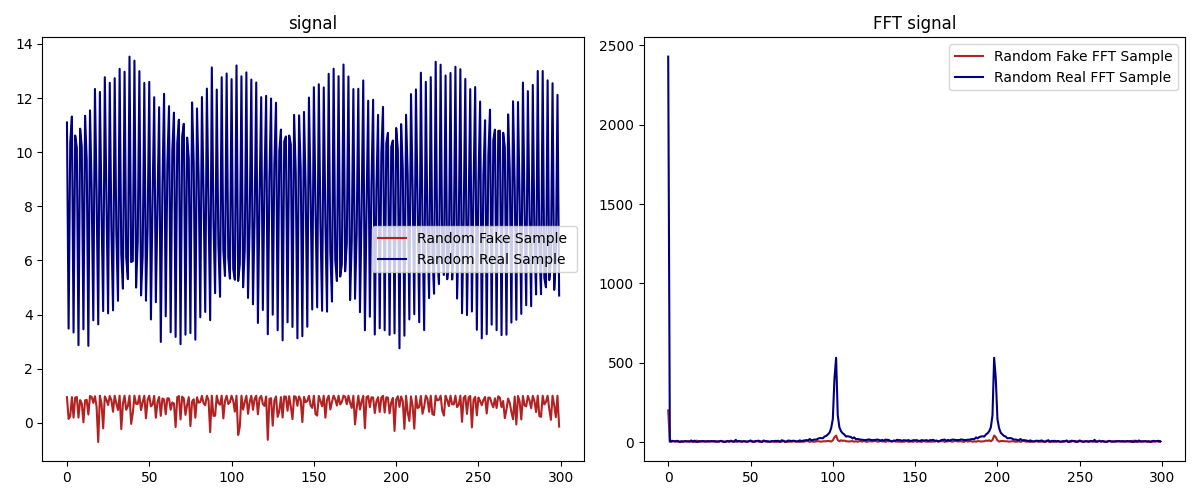 signal
14
12
10
8
6
4
2
0
0 50 100 150 200 250 300
Random Fake Sample
Random Real Sample
FFT signal
2500
2000
1500
1000
500
0
0 50 100 150 200 250 300
Random Fake FFT Sample
Random Real FFT Sample